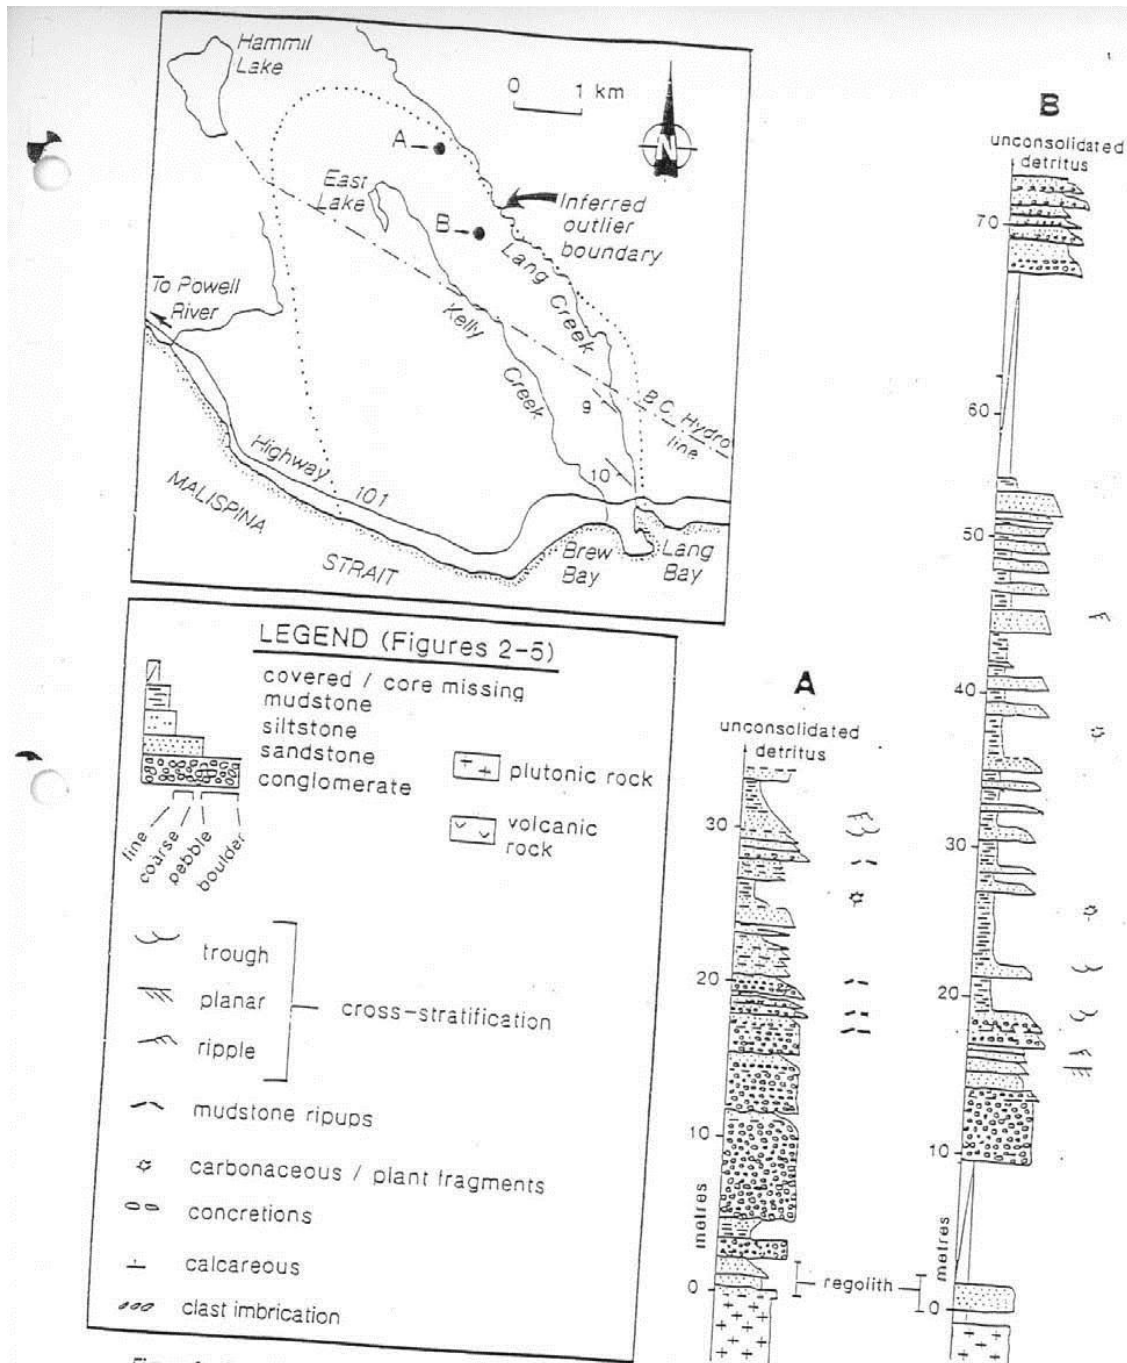 Hammil
Lake
0 1 km
N
A
East
Lake
B
Inferred
outlier
boundary
Lang
Creek
To Powell
River
Kelly
Creek
9
B.C. Hydro
line
10
Highway
101
MALISPINA
STRAIT
Brew
Bay
Lang
Bay
LEGEND (Figures 2-5)
covered / core missing
mudstone
siltstone
sandstone
conglomerate
plutonic rock
volcanic
rock
coarse
pebble
boulder
trough
planar
ripple
cross-stratification
mudstone ripups
carbonaceous / plant fragments
concretions
calcareous
clast imbrication
A
unconsolidated
detritus
30
20
10
metres
0
regolith
B
unconsolidated
detritus
70
60
50
40
30
20
10
metres
0